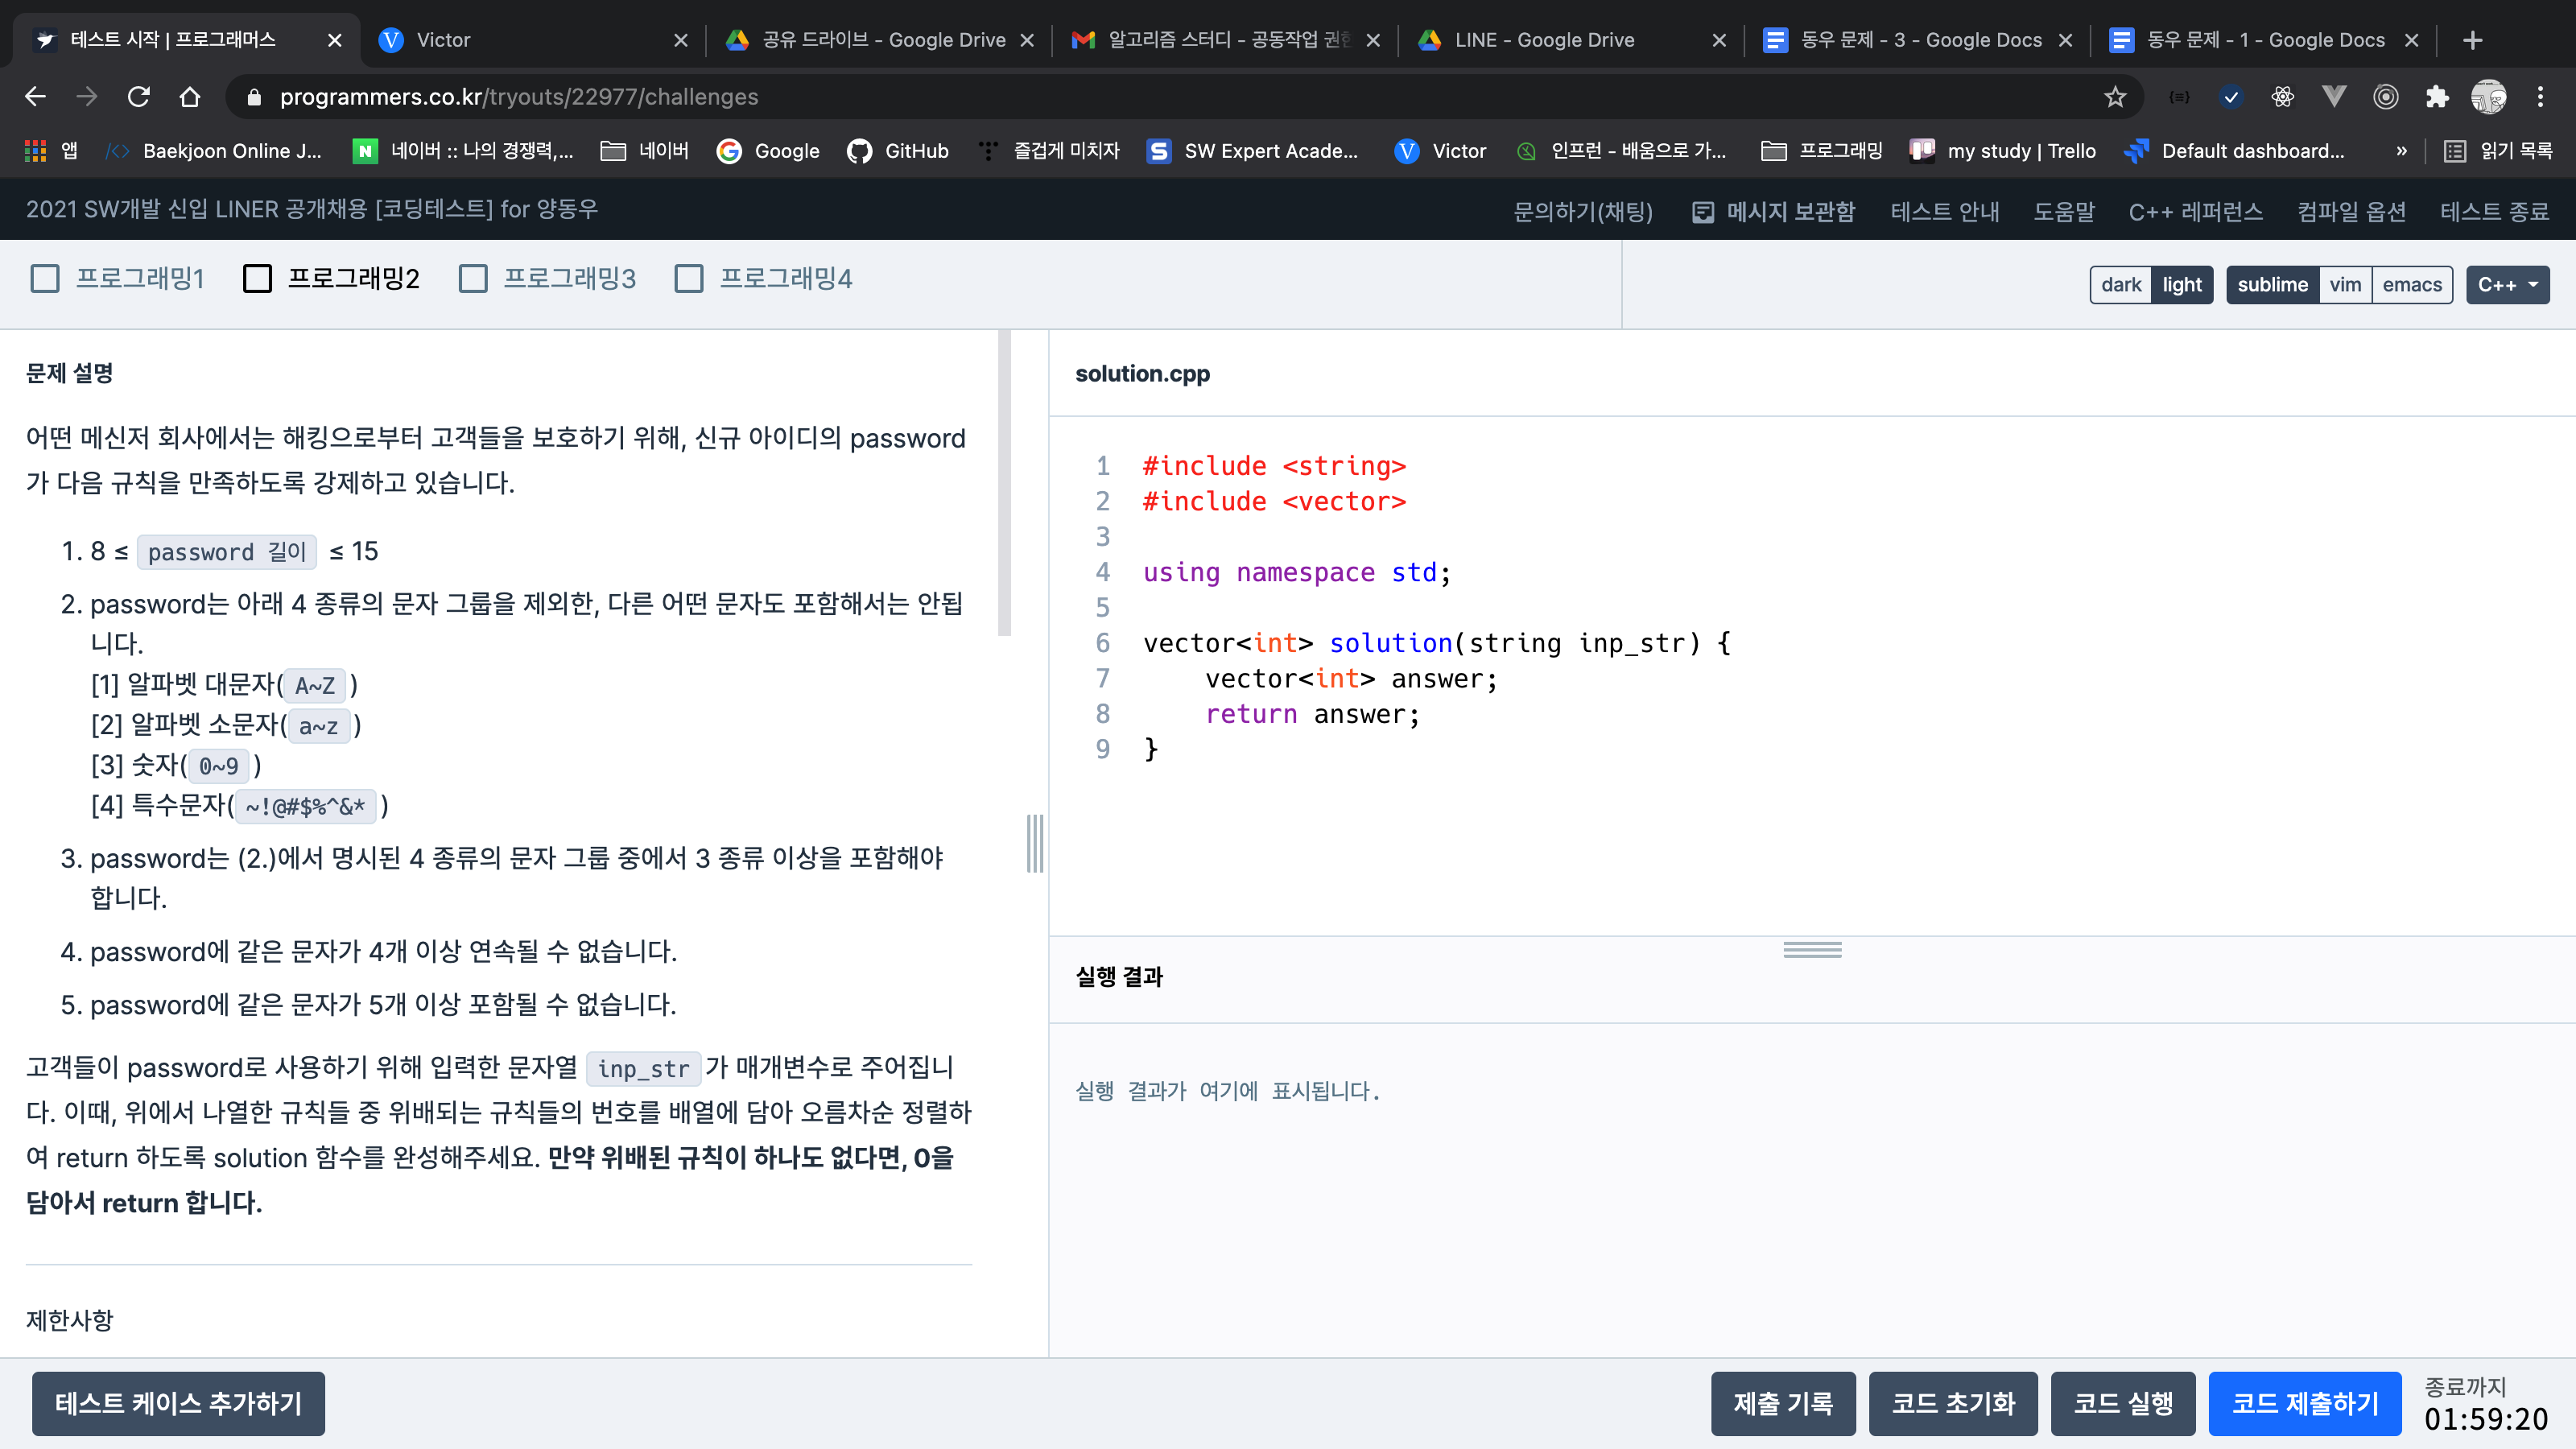 테스트 시작 | 프로그래머스
Victor
공유 드라이브 - Google Drive
알고리즘 스터디 - 공동작업 권한
LINE - Google Drive
동우 문제 - 3 - Google Docs
동우 문제 - 1 - Google Docs
programmers.co.kr/tryouts/22977/challenges
앱
Baekjoon Online J...
네이버 :: 나의 경쟁력,...
네이버
Google
GitHub
즐겁게 미치자
SW Expert Acade...
Victor
인프런 - 배움으로 가...
프로그래밍
my study | Trello
Default dashboard...
»
읽기 목록
2021 SW개발 신입 LINER 공개채용 [코딩테스트] for 양동우
문의하기(채팅)
메시지 보관함
테스트 안내
도움말
C++ 레퍼런스
컴파일 옵션
테스트 종료
프로그래밍1
프로그래밍2
프로그래밍3
프로그래밍4
dark
light
sublime
vim
emacs
C++
문제 설명
어떤 메신저 회사에서는 해킹으로부터 고객들을 보호하기 위해, 신규 아이디의 password
가 다음 규칙을 만족하도록 강제하고 있습니다.
1. 8 ≤ password 길이 ≤ 15
2. password는 아래 4 종류의 문자 그룹을 제외한, 다른 어떤 문자도 포함해서는 안됩
니다.
[1] 알파벳 대문자( A~Z )
[2] 알파벳 소문자( a~z )
[3] 숫자( 0~9 )
[4] 특수문자( ~!@#$%^&* )
3. password는 (2.)에서 명시된 4 종류의 문자 그룹 중에서 3 종류 이상을 포함해야
합니다.
4. password에 같은 문자가 4개 이상 연속될 수 없습니다.
5. password에 같은 문자가 5개 이상 포함될 수 없습니다.
고객들이 password로 사용하기 위해 입력한 문자열 inp_str 가 매개변수로 주어집니
다. 이때, 위에서 나열한 규칙들 중 위배되는 규칙들의 번호를 배열에 담아 오름차순 정렬하
여 return 하도록 solution 함수를 완성해주세요. 만약 위배된 규칙이 하나도 없다면, 0을
담아서 return 합니다.
제한사항
solution.cpp
1 #include <string>
2 #include <vector>
3
4 using namespace std;
5
6 vector<int> solution(string inp_str) {
7     vector<int> answer;
8     return answer;
9 }
실행 결과
실행 결과가 여기에 표시됩니다.
테스트 케이스 추가하기
제출 기록
코드 초기화
코드 실행
코드 제출하기
종료까지
01:59:20